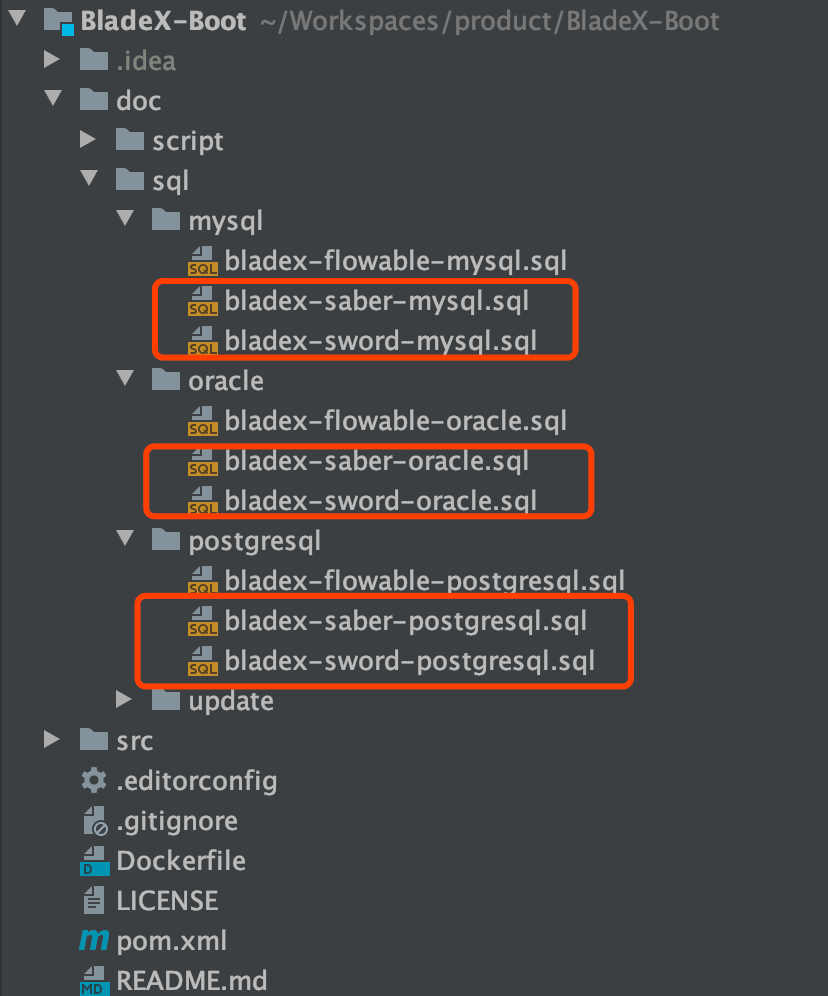 BladeX-Boot ~/Workspaces/product/BladeX-Boot
.idea
doc
script
sql
mysql
SQL bladex-flowable-mysql.sql
SQL bladex-saber-mysql.sql
SQL bladex-sword-mysql.sql
oracle
SQL bladex-flowable-oracle.sql
SQL bladex-saber-oracle.sql
SQL bladex-sword-oracle.sql
postgresql
SQL bladex-flowable-postgresql.sql
SQL bladex-saber-postgresql.sql
SQL bladex-sword-postgresql.sql
update
src
.editorconfig
.gitignore
D Dockerfile
LICENSE
m pom.xml
MD README.md